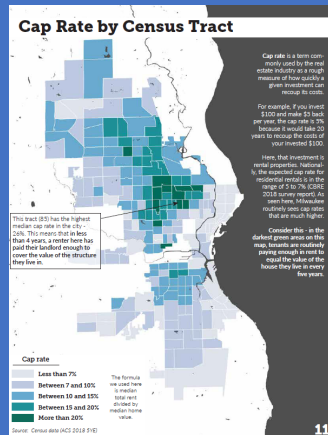 Cap Rate by Census Tract
Cap rate is a term com-
monly used by the real
estate industry as a rough
measure of how quickly a
given investment can
recoup its costs.
For example, if you invest
$100 and make $5 back
per year, the cap rate is 5%
because it would take 20
years to recoup the costs of
your invested $100.
Here, that investment is
rental properties. National-
ly, the expected cap rate for
residential rentals is in the
range of 5 to 7% (CBRE
2018 survey report). As
seen here, Milwaukee
routinely sees cap rates
that are much higher.
Consider this - in the
darkest green areas on this
map, tenants are routinely
paying enough in rent to
equal the value of the
house they live in every
five years.
This tract (85) has the highest
median cap rate in the city -
26%. This means that in less
than 4 years, a renter here has
paid their landlord enough to
cover the value of the structure
they live in.
Cap rate
Less than 7%
Between 7 and 10%
Between 10 and 15%
Between 15 and 20%
More than 20%
The formula
we used here
is median
total rent
divided by
median home
value.
Source: Census data (ACS 2018 5YE)
11